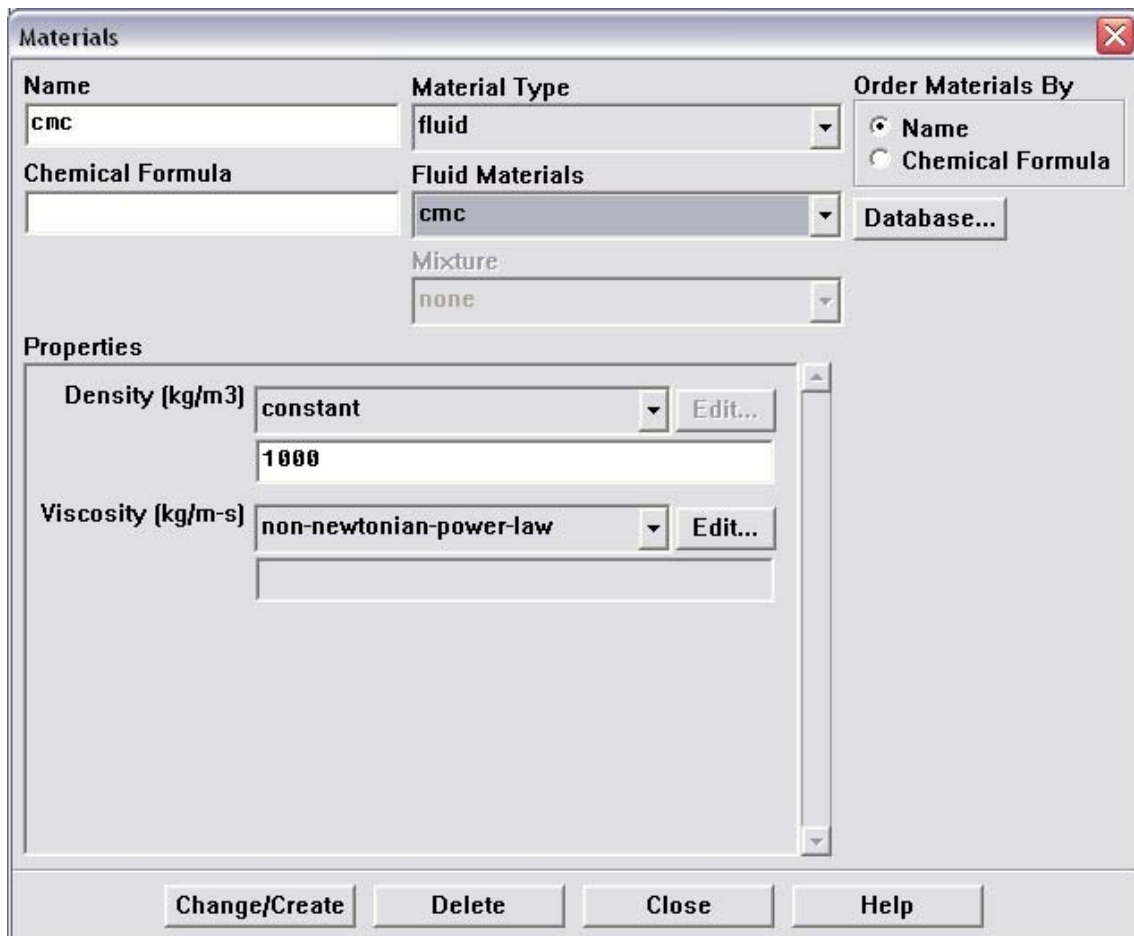 Materials
Name
cmc
Chemical Formula
Material Type
fluid
Fluid Materials
cmc
Mixture
none
Order Materials By
Name
Chemical Formula
Database...
Properties
Density (kg/m3)
constant
Edit...
1000
Viscosity (kg/m-s)
non-newtonian-power-law
Edit...
Change/Create
Delete
Close
Help